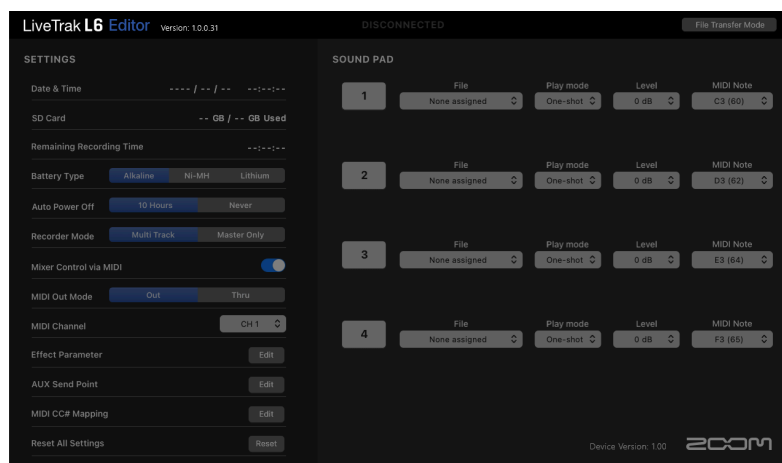 LiveTrak L6 Editor Version: 1.0.0.31
DISCONNECTED
File Transfer Mode
SETTINGS
Date & Time ---- / -- / -- --:--:--
SD Card -- GB / -- GB Used
Remaining Recording Time --:--:--
Battery Type Alkaline Ni-MH Lithium
Auto Power Off 10 Hours Never
Recorder Mode Multi Track Master Only
Mixer Control via MIDI
MIDI Out Mode Out Thru
MIDI Channel CH 1
Effect Parameter Edit
AUX Send Point Edit
MIDI CC# Mapping Edit
Reset All Settings Reset
SOUND PAD
File Play mode Level MIDI Note
1 None assigned One-shot 0 dB C3 (60)
File Play mode Level MIDI Note
2 None assigned One-shot 0 dB D3 (62)
File Play mode Level MIDI Note
3 None assigned One-shot 0 dB E3 (64)
File Play mode Level MIDI Note
4 None assigned One-shot 0 dB F3 (65)
Device Version: 1.00 ZOOM